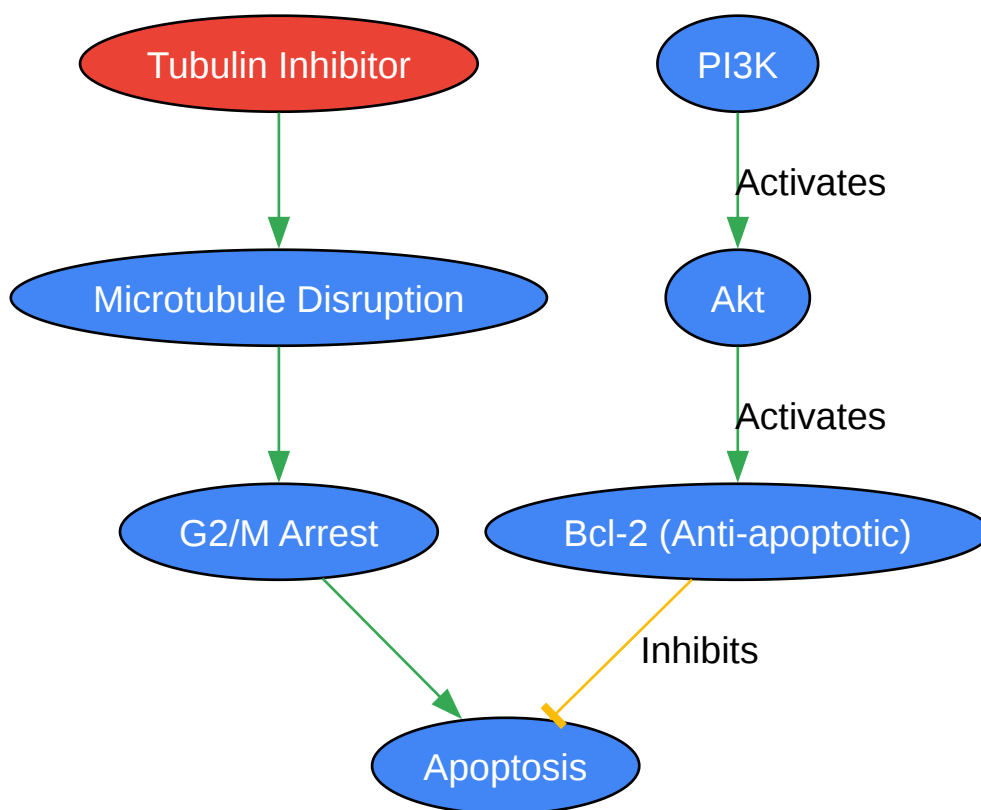 Tubulin Inhibitor
PI3K
Activates
Microtubule Disruption
Akt
Activates
G2/M Arrest
Bcl-2 (Anti-apoptotic)
Inhibits
Apoptosis